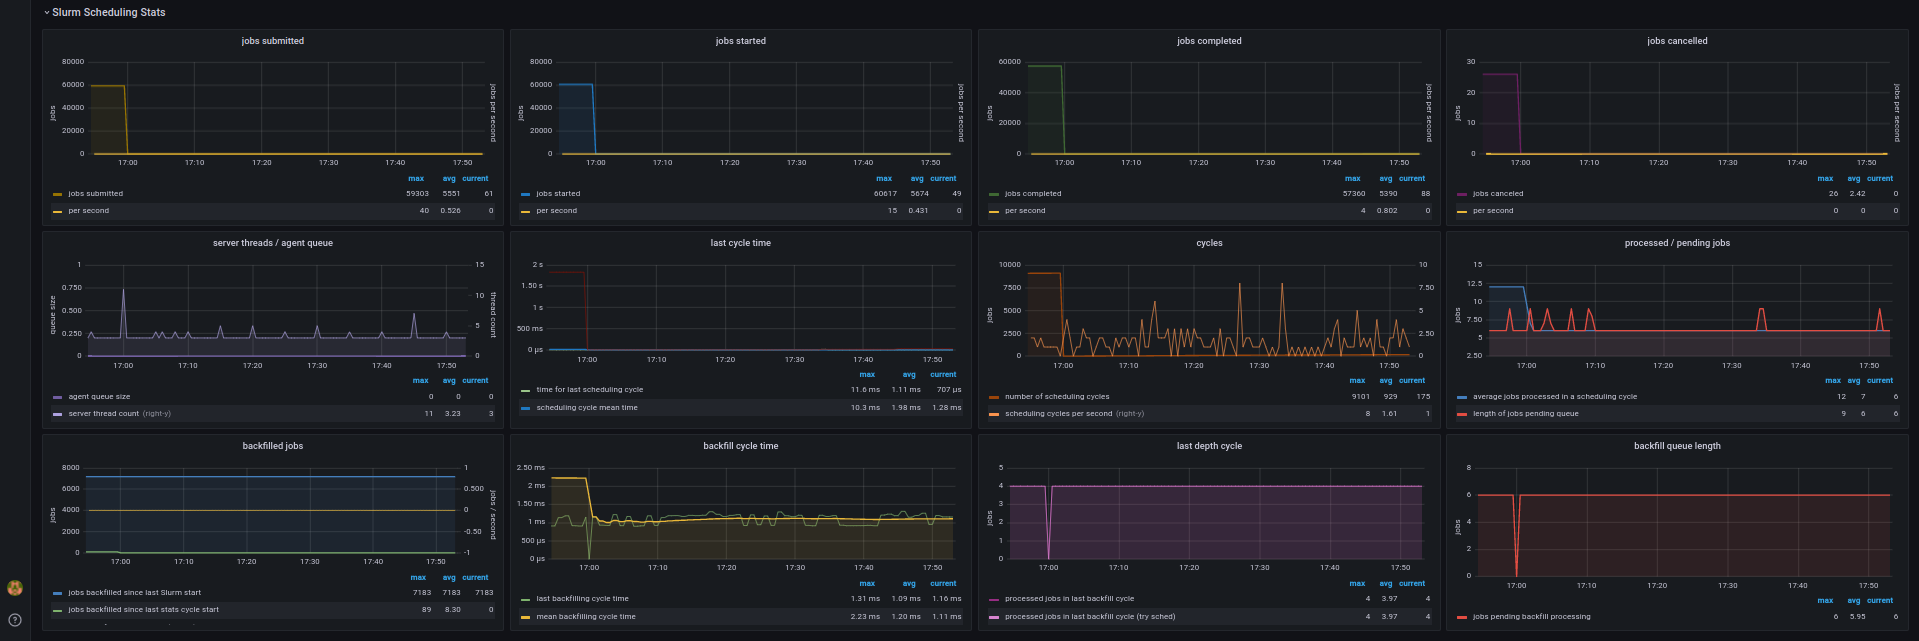 Slurm Scheduling Stats
jobs submitted
80000
60000
40000
20000
0
jobs
jobs per second
17:00 17:10 17:20 17:30 17:40 17:50
max avg current
jobs submitted 59303 5551 61
per second 40 0.526 0
jobs started
80000
60000
40000
20000
0
jobs
jobs per second
17:00 17:10 17:20 17:30 17:40 17:50
max avg current
jobs started 60617 5674 49
per second 15 0.431 0
jobs completed
60000
40000
20000
0
jobs
jobs per second
17:00 17:10 17:20 17:30 17:40 17:50
max avg current
jobs completed 57360 5390 88
per second 4 0.802 0
jobs cancelled
30
20
10
0
jobs
jobs per second
17:00 17:10 17:20 17:30 17:40 17:50
max avg current
jobs canceled 26 2.42 0
per second 0 0 0
server threads / agent queue
1 15
0.750 10
0.500
0.250 5
0 0
queue size
thread count
17:00 17:10 17:20 17:30 17:40 17:50
max avg current
agent queue size 0 0 0
server thread count (right-y) 11 3.23 3
last cycle time
2 s
1.50 s
1 s
500 ms
0 µs
17:00 17:10 17:20 17:30 17:40 17:50
max avg current
time for last scheduling cycle 11.6 ms 1.11 ms 707 µs
scheduling cycle mean time 10.3 ms 1.98 ms 1.28 ms
cycles
10000 10
7500 7.50
5000 5
2500 2.50
0 0
jobs
17:00 17:10 17:20 17:30 17:40 17:50
max avg current
number of scheduling cycles 9101 929 175
scheduling cycles per second (right-y) 8 1.61 1
processed / pending jobs
15
12.5
10
7.50
5
2.50
jobs
17:00 17:10 17:20 17:30 17:40 17:50
max avg current
average jobs processed in a scheduling cycle 12 7 6
length of jobs pending queue 9 6 6
backfilled jobs
8000 1
6000 0.500
4000 0
2000 -0.50
0 -1
jobs
jobs / second
17:00 17:10 17:20 17:30 17:40 17:50
max avg current
jobs backfilled since last Slurm start 7183 7183 7183
jobs backfilled since last stats cycle start 89 8.30 0
backfill cycle time
2.50 ms
2 ms
1.50 ms
1 ms
500 µs
0 µs
17:00 17:10 17:20 17:30 17:40 17:50
max avg current
last backfilling cycle time 1.31 ms 1.09 ms 1.16 ms
mean backfilling cycle time 2.23 ms 1.20 ms 1.11 ms
last depth cycle
5
4
3
2
1
0
jobs
17:00 17:10 17:20 17:30 17:40 17:50
max avg current
processed jobs in last backfill cycle 4 3.97 4
processed jobs in last backfill cycle (try sched) 4 3.97 4
backfill queue length
8
6
4
2
0
jobs
17:00 17:10 17:20 17:30 17:40 17:50
max avg current
jobs pending backfill processing 6 5.95 6